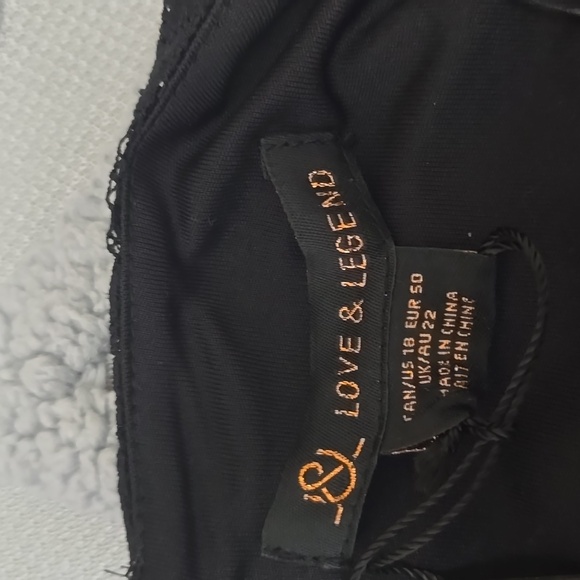 LOVE & LEGEND
CAN/US 18 EUR 50
UK/AU 22
MADE IN CHINA
FAIT EN CHINE